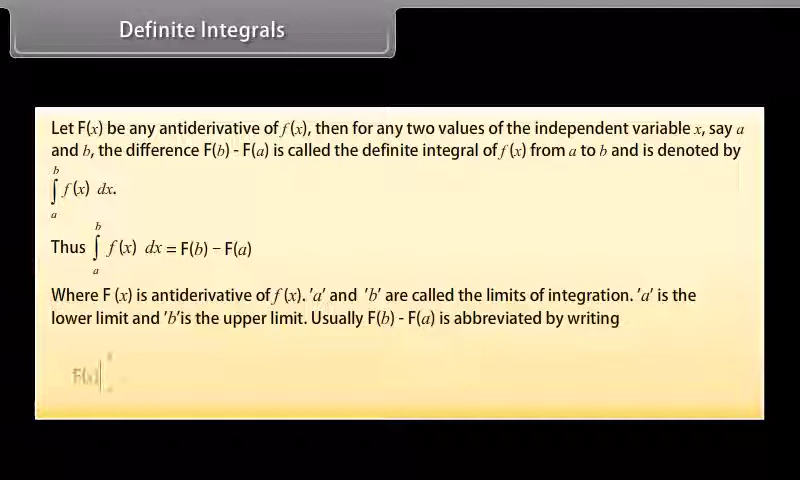 Definite Integrals
Let F(x) be any antiderivative of f (x), then for any two values of the independent variable x, say a
and b, the difference F(b) - F(a) is called the definite integral of f (x) from a to b and is denoted by
b
∫ f (x) dx.
a
b
Thus ∫ f (x) dx = F(b) − F(a)
a
Where F (x) is antiderivative of f (x). 'a' and 'b' are called the limits of integration. 'a' is the
lower limit and 'b'is the upper limit. Usually F(b) - F(a) is abbreviated by writing
F(x)|